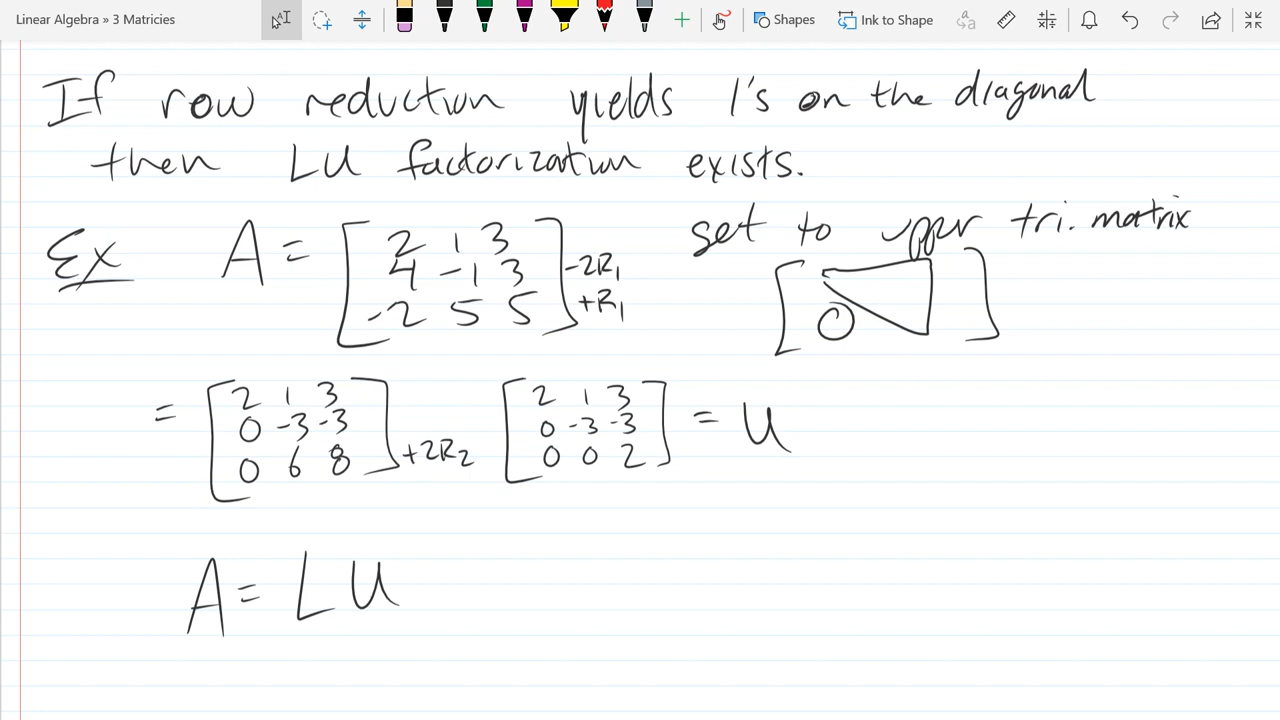 Linear Algebra » 3 Matricies
Shapes
Ink to Shape
If row reduction yields 1's on the diagonal
then LU factorization exists.
Ex A = [ 2 1 3
4 -1 3 -2R1
-2 5 5 ] +R1
set to uppr tri. matrix
[ 0 ]
= [ 2 1 3
0 -3 -3
0 6 8 ] +2R2
[ 2 1 3
0 -3 -3
0 0 2 ] = U
A = LU